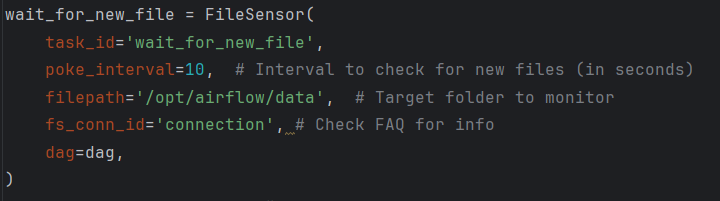 wait_for_new_file = FileSensor(
    task_id='wait_for_new_file',
    poke_interval=10,  # Interval to check for new files (in seconds)
    filepath='/opt/airflow/data',  # Target folder to monitor
    fs_conn_id='connection', # Check FAQ for info
    dag=dag,
)